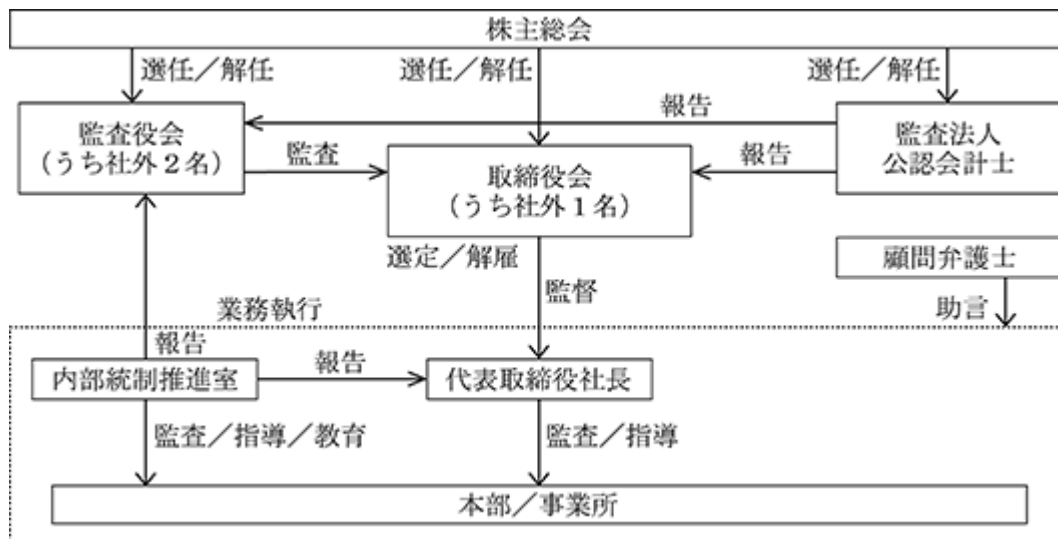 株主総会
選任／解任
選任／解任
選任／解任
報告
監査役会
（うち社外２名）
監査
取締役会
（うち社外１名）
報告
監査法人
公認会計士
選定／解雇
監督
顧問弁護士
助言
業務執行
報告
内部統制推進室
報告
代表取締役社長
監査／指導／教育
監査／指導
本部／事業所